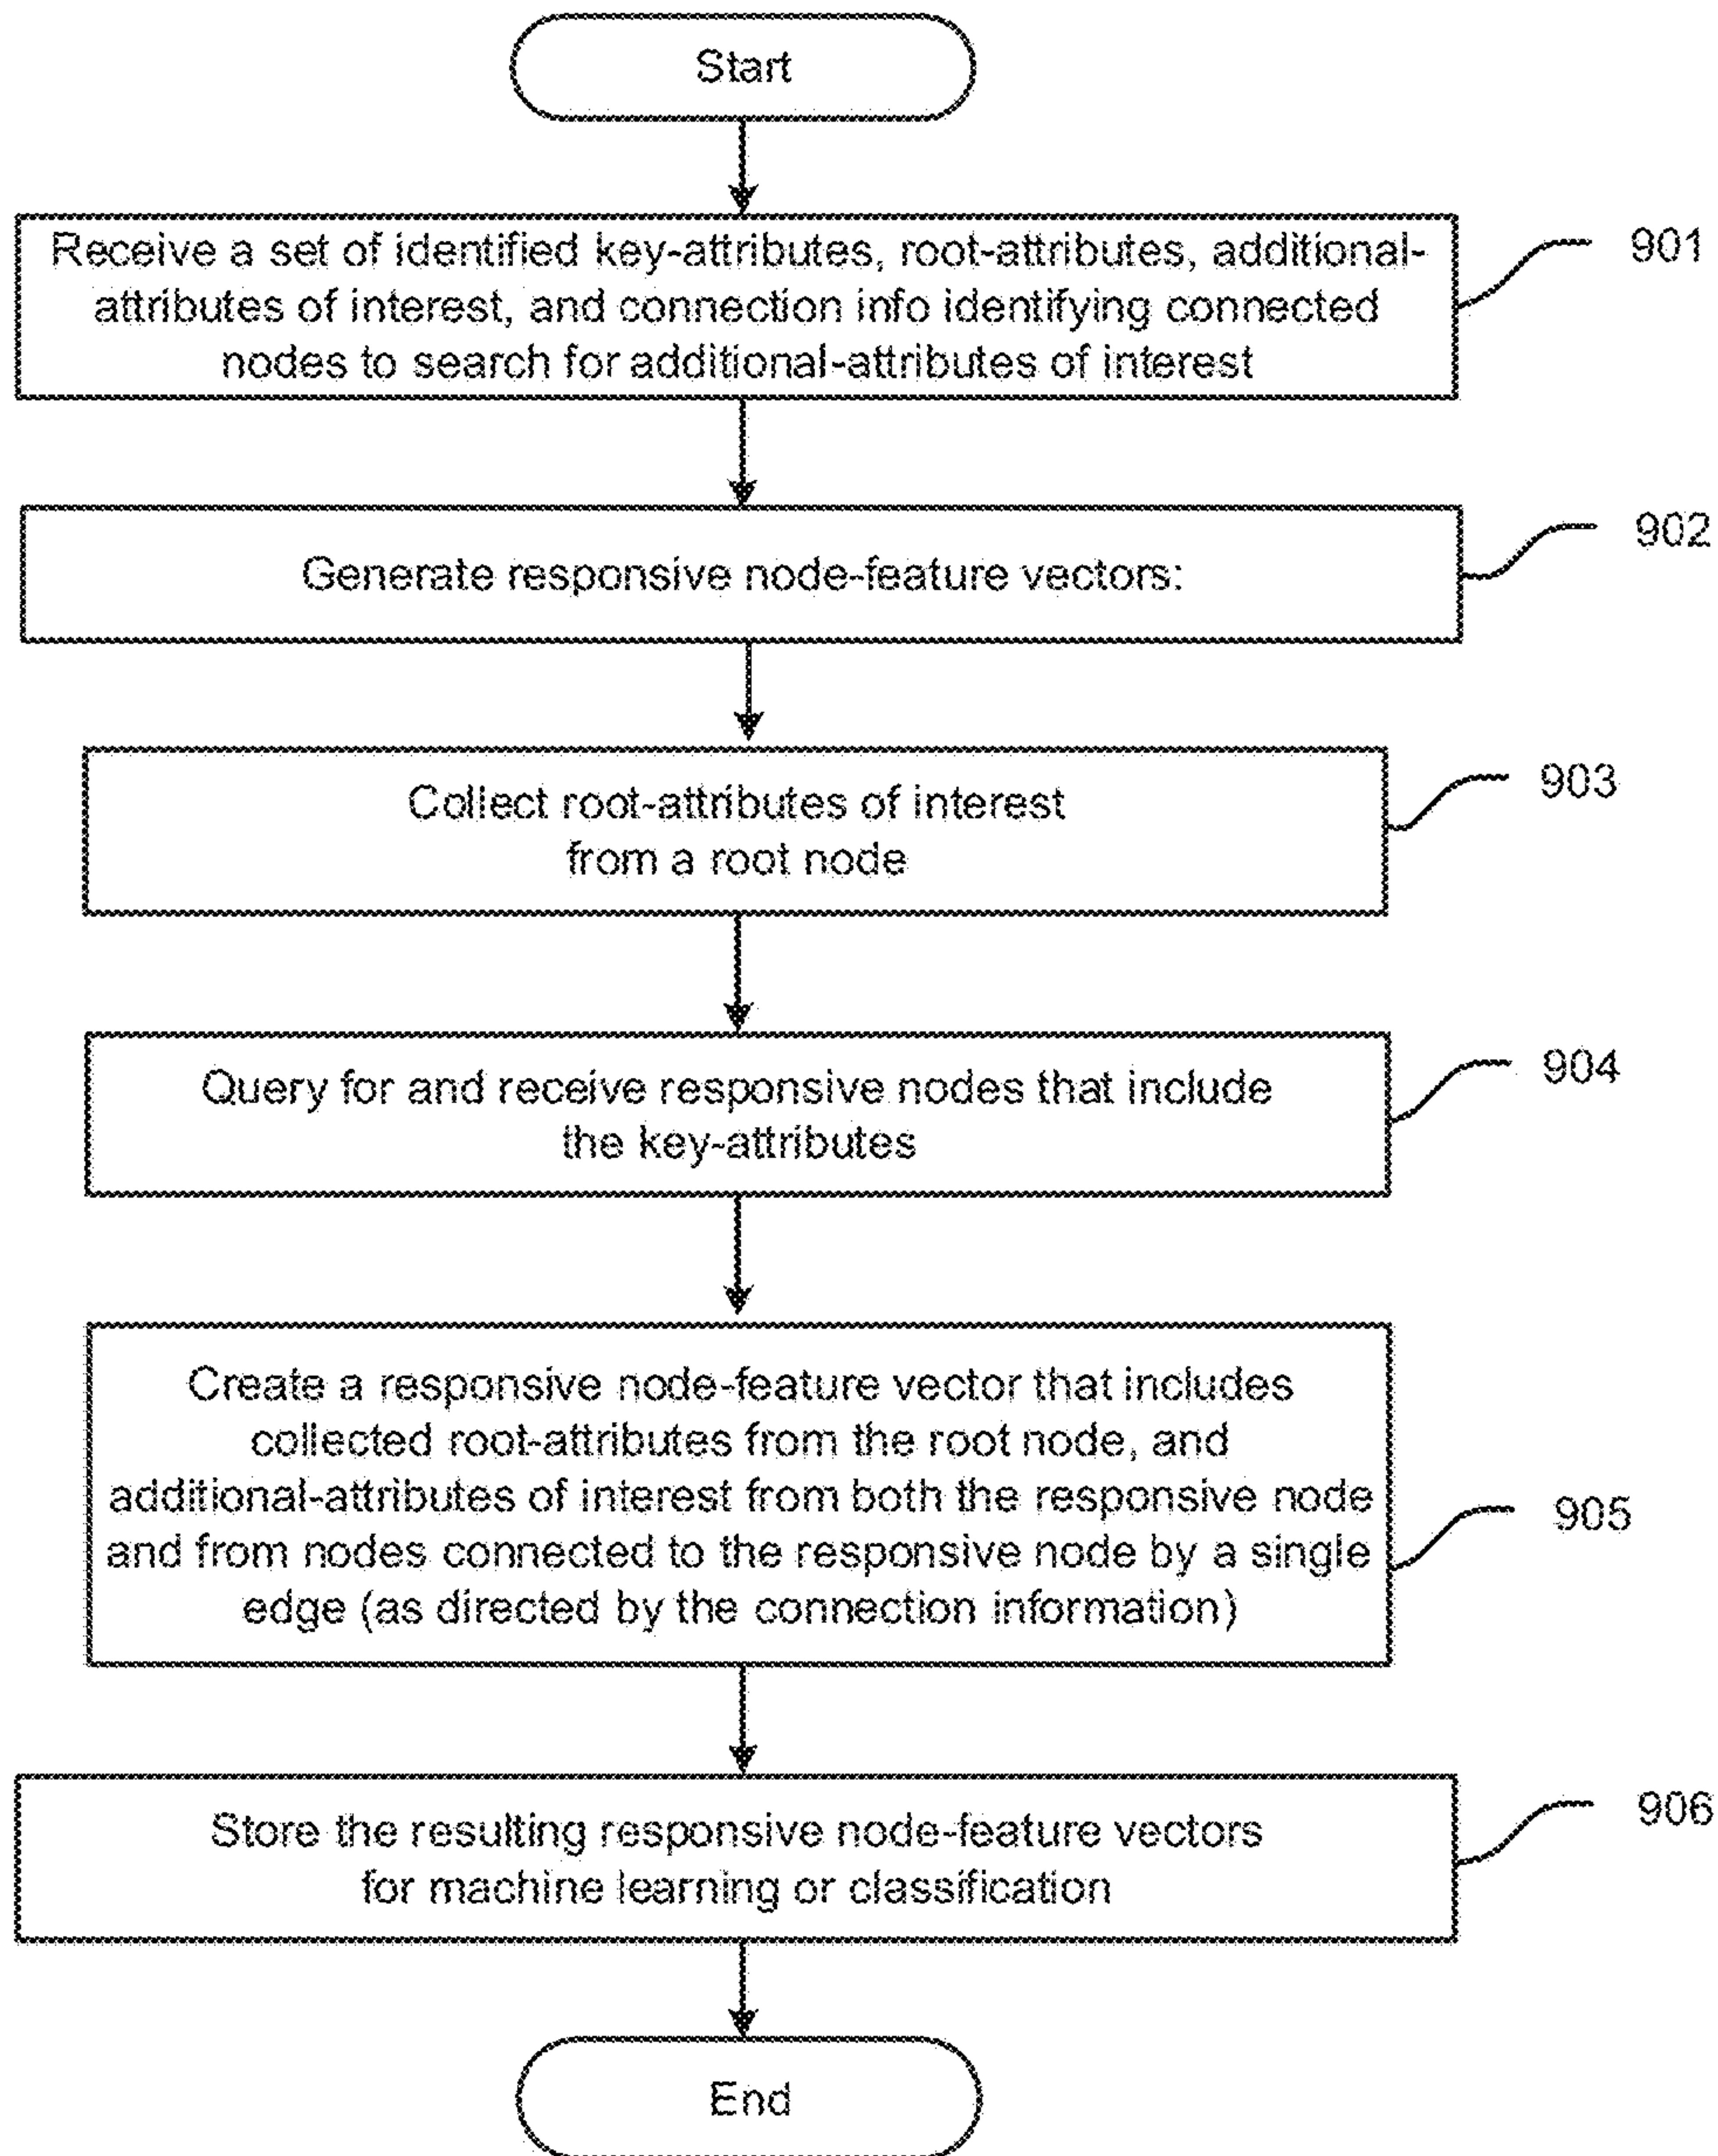 Start
Receive a set of identified key-attributes, root-attributes, additional-
attributes of interest, and connection info identifying connected
nodes to search for additional-attributes of interest
901
Generate responsive node-feature vectors:
902
Collect root-attributes of interest
from a root node
903
Query for and receive responsive nodes that include
the key-attributes
904
Create a responsive node-feature vector that includes
collected root-attributes from the root node, and
additional-attributes of interest from both the responsive node
and from nodes connected to the responsive node by a single
edge (as directed by the connection information)
905
Store the resulting responsive node-feature vectors
for machine learning or classification
906
End